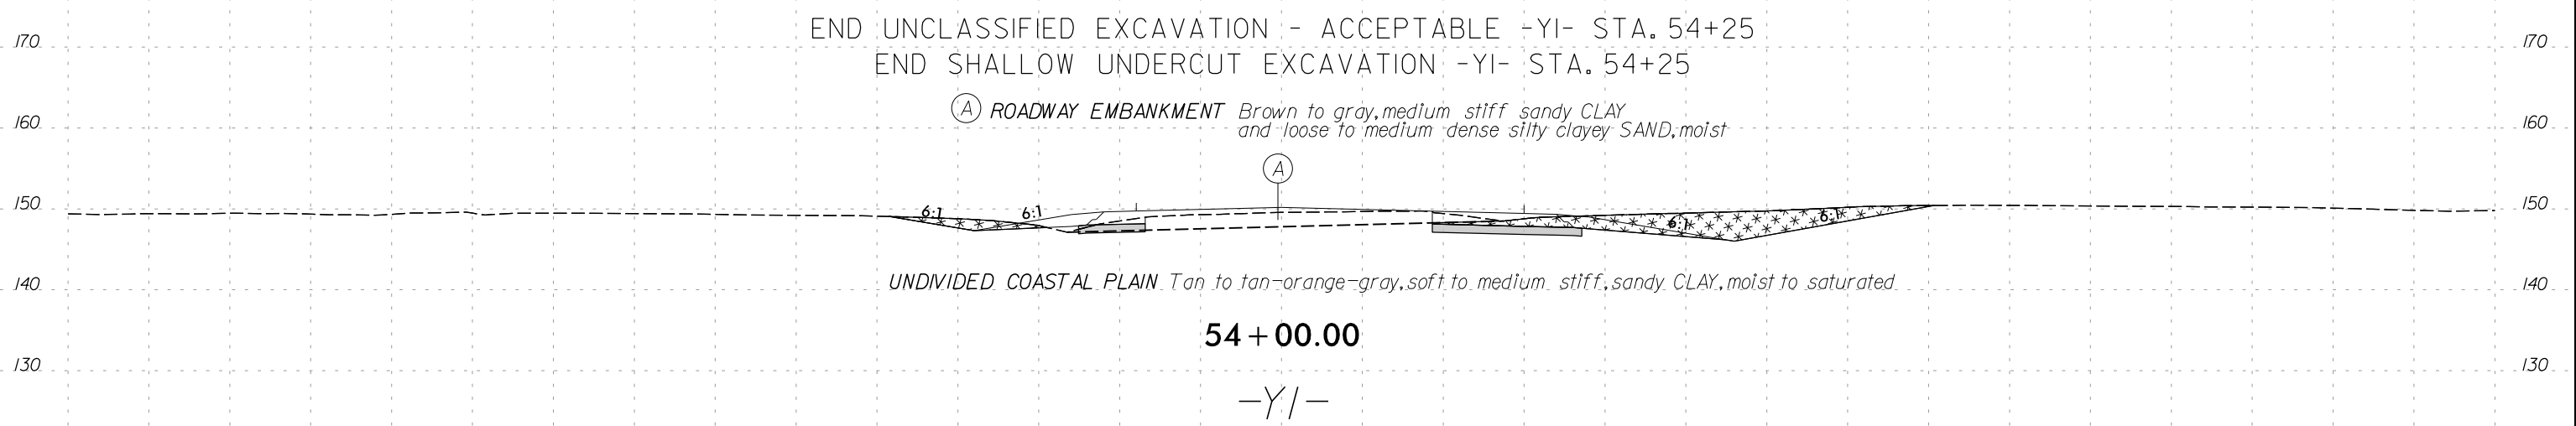 END UNCLASSIFIED EXCAVATION - ACCEPTABLE -Y1- STA. 54+25
170 170
END SHALLOW UNDERCUT EXCAVATION -Y1- STA. 54+25
A ROADWAY EMBANKMENT Brown to gray, medium stiff sandy CLAY
160 160
and loose to medium dense silty clayey SAND, moist
A
150 6:1 6:1 6:1 6:1 150
140 UNDIVIDED COASTAL PLAIN Tan to tan-orange-gray, soft to medium stiff, sandy CLAY, moist to saturated 140
54+00.00
130 130
-Y1-